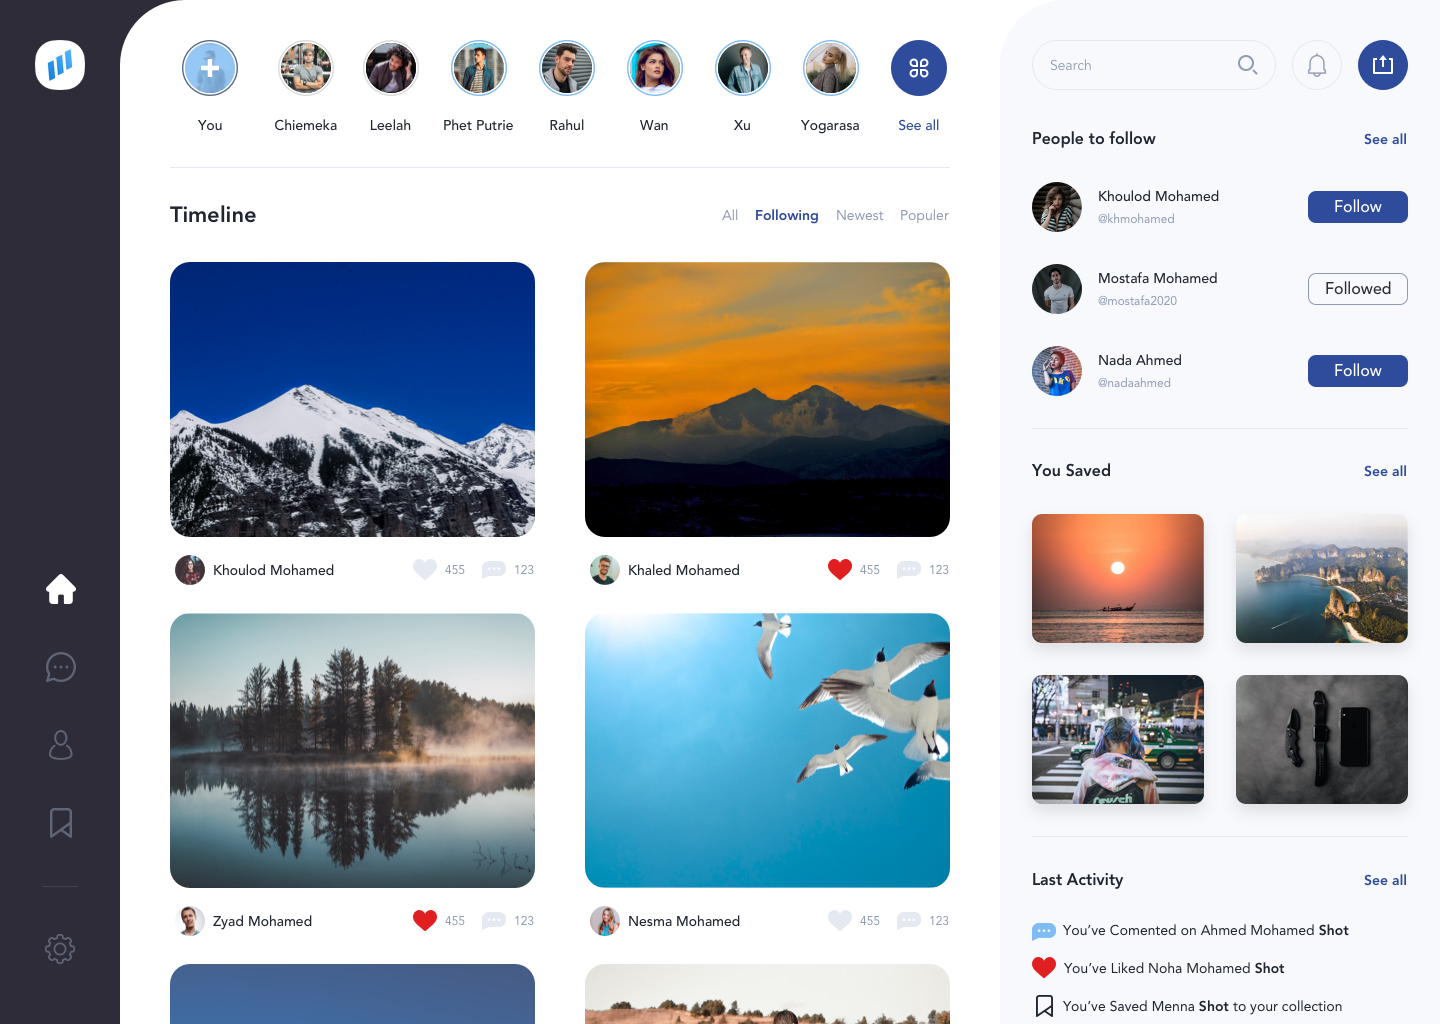 You
Chiemeka
Leelah
Phet Putrie
Rahul
Wan
Xu
Yogarasa
See all
Timeline
All
Following
Newest
Populer
Khoulod Mohamed
455
123
Khaled Mohamed
455
123
Zyad Mohamed
455
123
Nesma Mohamed
455
123
Search
People to follow
See all
Khoulod Mohamed
@khmohamed
Follow
Mostafa Mohamed
@mostafa2020
Followed
Nada Ahmed
@nadaahmed
Follow
You Saved
See all
Last Activity
See all
You’ve Comented on Ahmed Mohamed Shot
You’ve Liked Noha Mohamed Shot
You’ve Saved Menna Shot to your collection